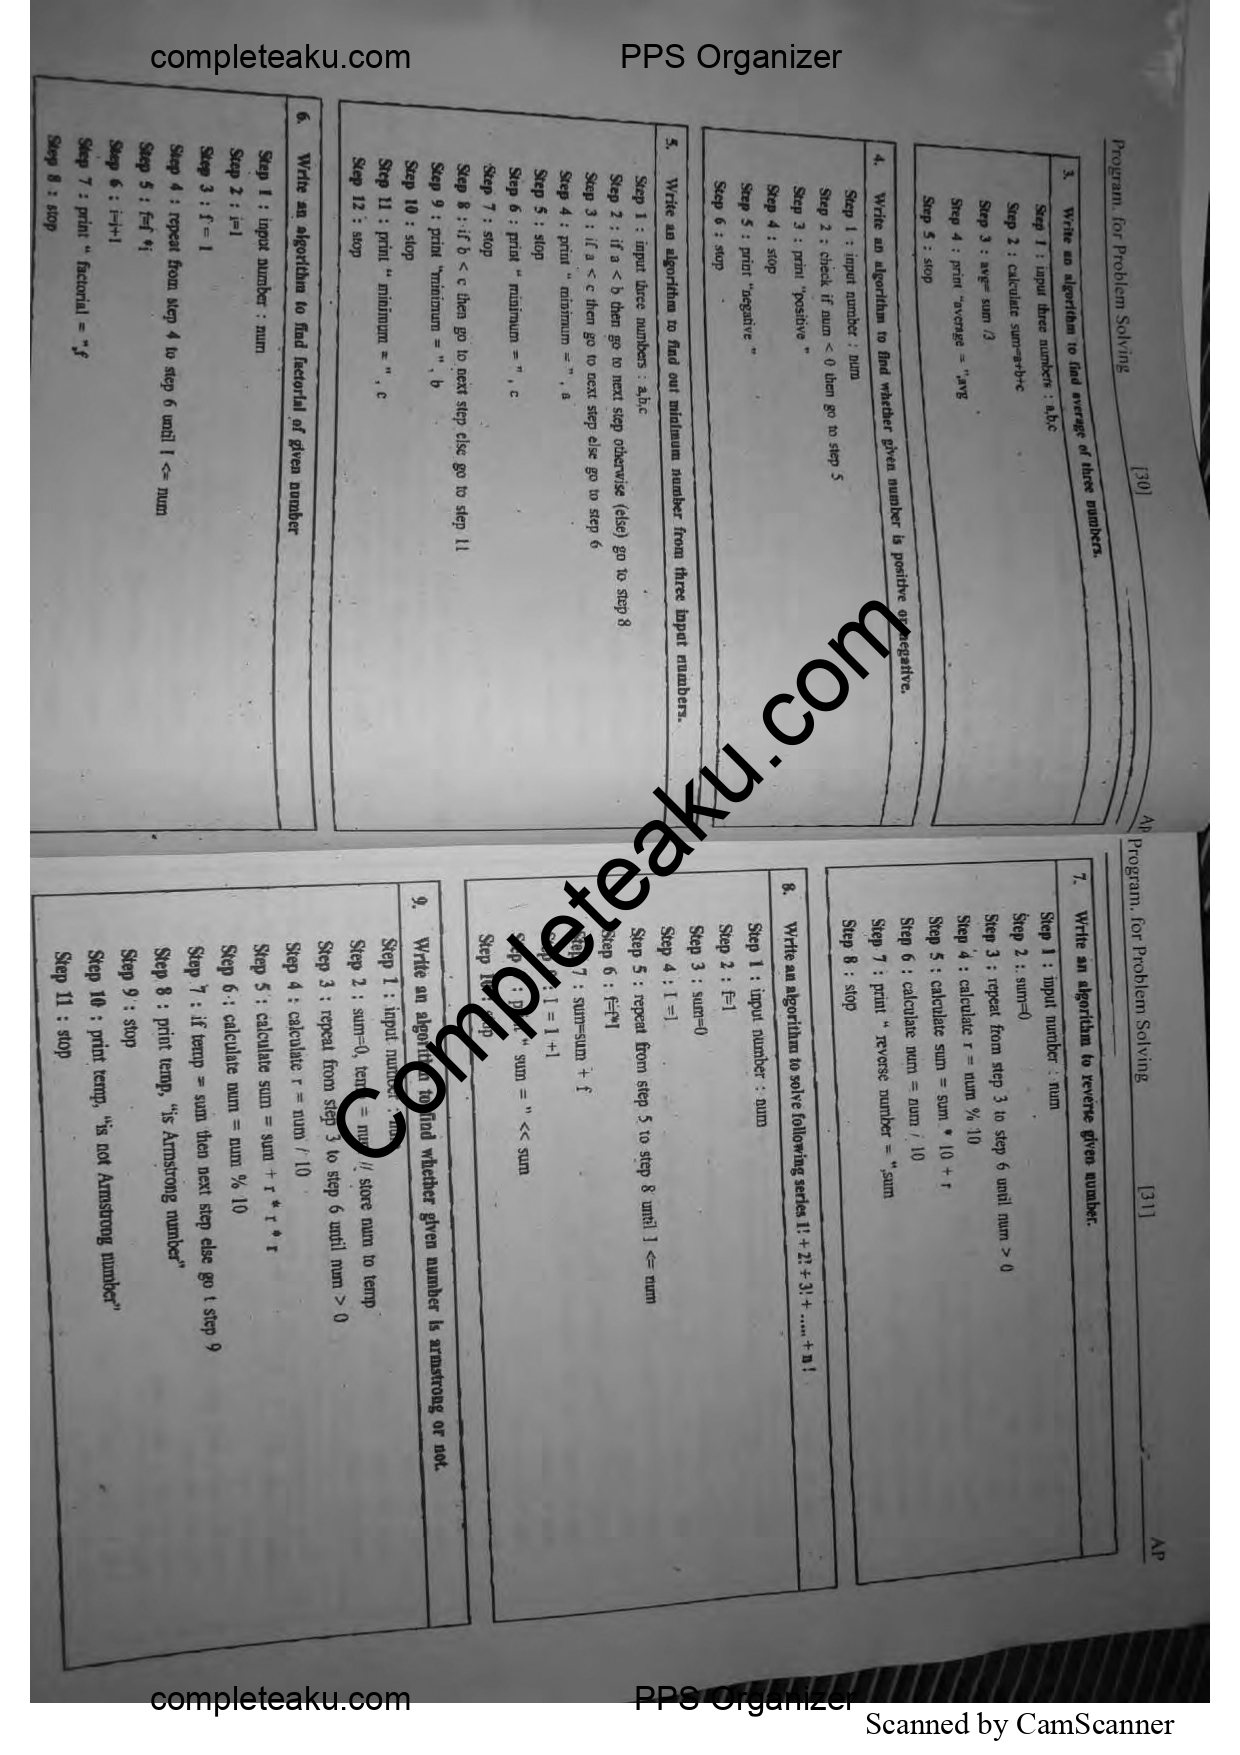 completeaku.com PPS Organizer
Program. for Problem Solving [30] Ap
3. Write an algorithm to find average of three numbers.
Step 1 : input three numbers : a,b,c
Step 2 : calculate sum=a+b+c
Step 3 : avg= sum /3
Step 4 : print "average = ",avg
Step 5 : stop
4. Write an algorithm to find whether given number is positive or negative.
Step 1 : input number : num
Step 2 : check if num < 0 then go to step 5
Step 3 : print "positive "
Step 4 : stop
Step 5 : print "negative "
Step 6 : stop
5. Write an algorithm to find out minimum number from three input numbers.
Step 1 : input three numbers : a,b,c
Step 2 : if a < b then go to next step otherwise (else) go to step 8
Step 3 : if a < c then go to next step else go to step 6
Step 4 : print " minimum = " , a
Step 5 : stop
Step 6 : print " minimum = " , c
Step 7 : stop
Step 8 : if b < c then go to next step else go to step 11
Step 9 : print "minimum = " , b
Step 10 : stop
Step 11 : print " minimum = " , c
Step 12 : stop
6. Write an algorithm to find factorial of given number
Step 1 : input number : num
Step 2 : i=1
Step 3 : f = 1
Step 4 : repeat from step 4 to step 6 until I <= num
Step 5 : f=f *i
Step 6 : i=i+1
Step 7 : print " factorial = ",f
Step 8 : stop
Program. for Problem Solving [31] AP
7. Write an algorithm to reverse given number.
Step 1 : input number : num
Step 2 : sum=0
Step 3 : repeat from step 3 to step 6 until num > 0
Step 4 : calculate r = num % 10
Step 5 : calculate sum = sum * 10 + r
Step 6 : calculate num = num / 10
Step 7 : print " reverse number = ",sum
Step 8 : stop
8. Write an algorithm to solve following series 1! + 2! + 3! + ..... + n !
Step 1 : input number : num
Step 2 : f=1
Step 3 : sum=0
Step 4 : I =1
Step 5 : repeat from step 5 to step 8 until I <= num
Step 6 : f=f*I
Step 7 : sum=sum + f
I = I +1
" sum = " << sum
Step
9. Write an algorithm to find whether given number is armstrong or not.
Step 1 : input number :
Step 2 : sum=0, temp = num // store num to temp
Step 3 : repeat from step 3 to step 6 until num > 0
Step 4 : calculate r = num / 10
Step 5 : calculate sum = sum + r * r * r
Step 6 : calculate num = num % 10
Step 7 : if temp = sum then next step else go t step 9
Step 8 : print temp, "is Armstrong number"
Step 9 : stop
Step 10 : print temp, "is not Armstrong number"
Step 11 : stop
Completeaku.com
completeaku.com PPS Organizer
Scanned by CamScanner